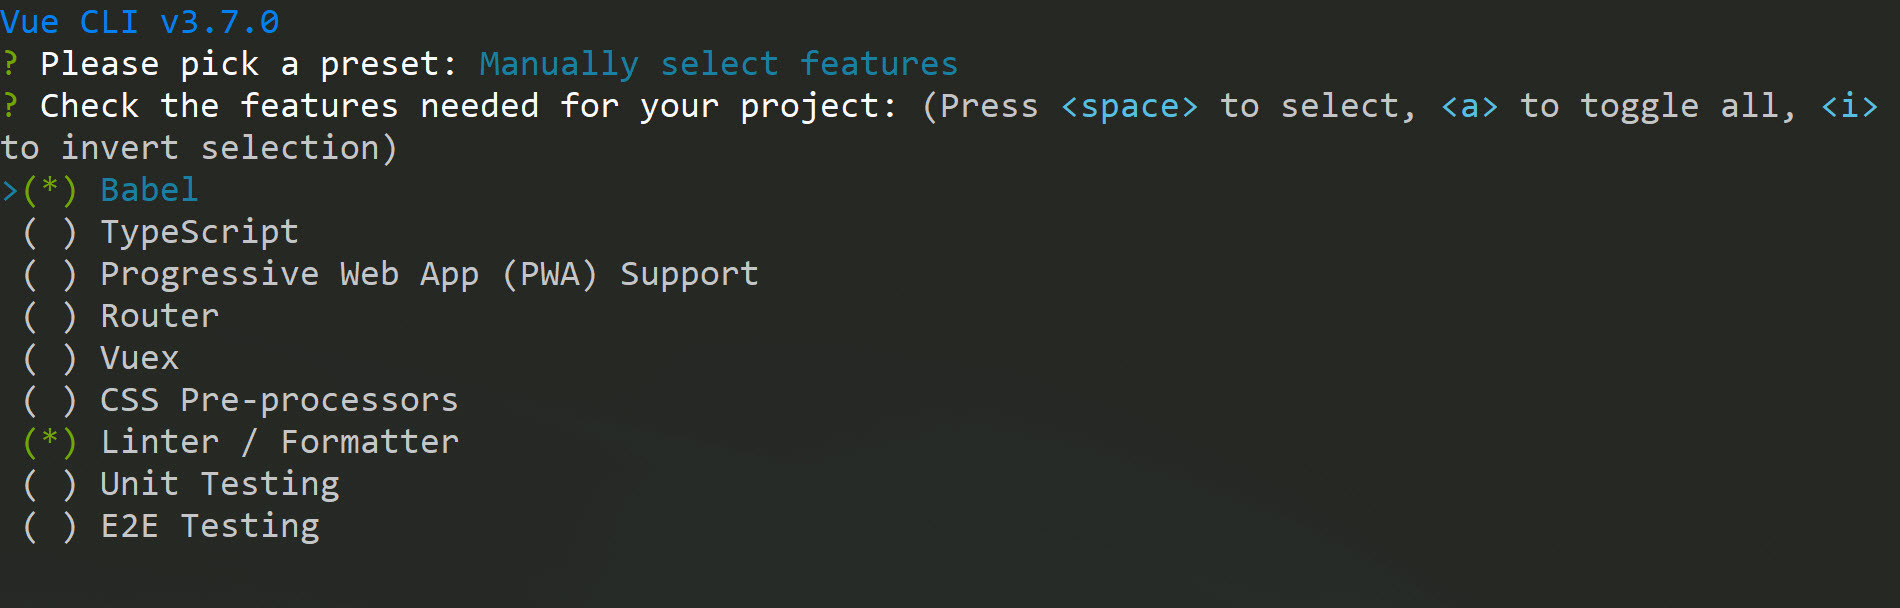 Vue CLI v3.7.0
? Please pick a preset: Manually select features
? Check the features needed for your project: (Press <space> to select, <a> to toggle all, <i>
to invert selection)
>(*) Babel
( ) TypeScript
( ) Progressive Web App (PWA) Support
( ) Router
( ) Vuex
( ) CSS Pre-processors
(*) Linter / Formatter
( ) Unit Testing
( ) E2E Testing